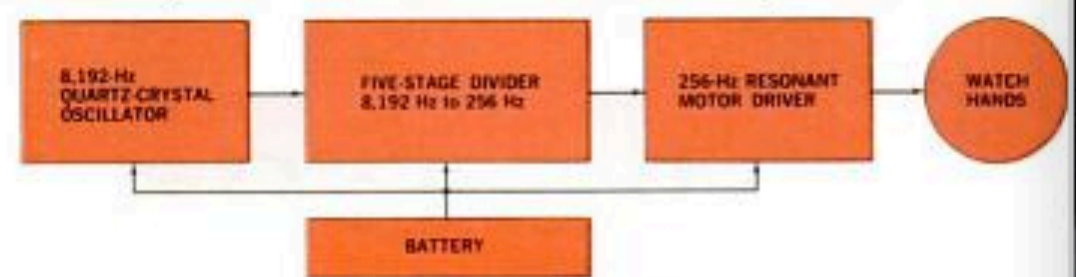 8,192-Hz
QUARTZ-CRYSTAL
OSCILLATOR
FIVE-STAGE DIVIDER
8,192 Hz to 256 Hz
256-Hz RESONANT
MOTOR DRIVER
WATCH
HANDS
BATTERY